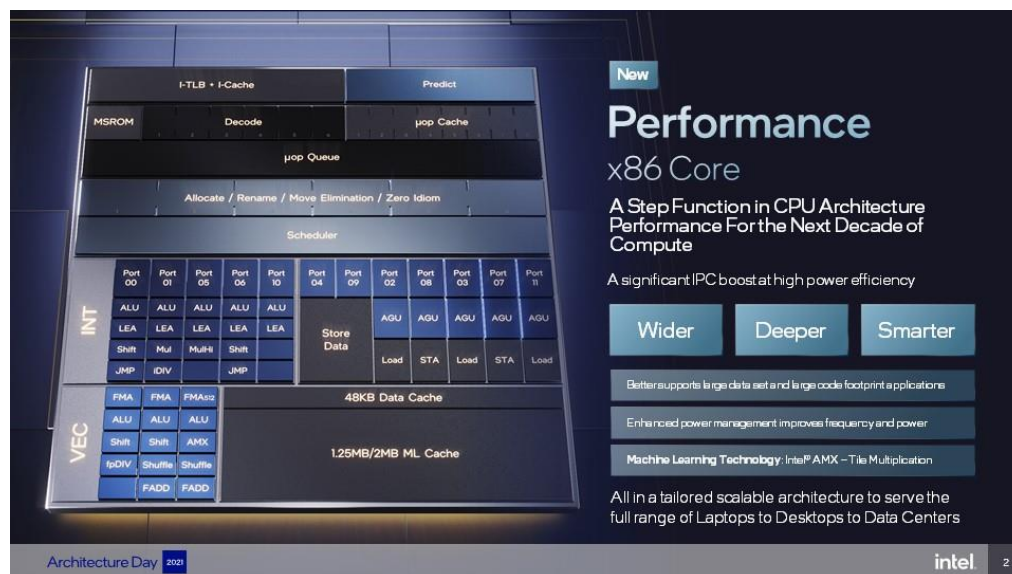 I-TLB + I-Cache
Predict
MSROM
Decode
μop Cache
μop Queue
Allocate / Rename / Move Elimination / Zero Idiom
Scheduler
INT
Port 00 Port 01 Port 05 Port 06 Port 10 Port 04 Port 09 Port 02 Port 08 Port 03 Port 07 Port 11
ALU ALU ALU ALU ALU
LEA LEA LEA LEA LEA
Shift Mul MulHi Shift
JMP iDIV JMP
Store
Data
AGU AGU AGU AGU AGU
Load STA Load STA Load
VEC
FMA FMA FMA512
ALU ALU ALU
Shift Shift AMX
fpDIV Shuffle Shuffle
FADD FADD
48KB Data Cache
1.25MB/2MB ML Cache
New
Performance
x86 Core
A Step Function in CPU Architecture
Performance For the Next Decade of
Compute
A significant IPC boost at high power efficiency
Wider
Deeper
Smarter
Better supports large data set and large code footprint applications
Enhanced power management improves frequency and power
Machine Learning Technology: Intel® AMX – Tile Multiplication
All in a tailored scalable architecture to serve the
full range of Laptops to Desktops to Data Centers
Architecture Day 2021
intel.
2